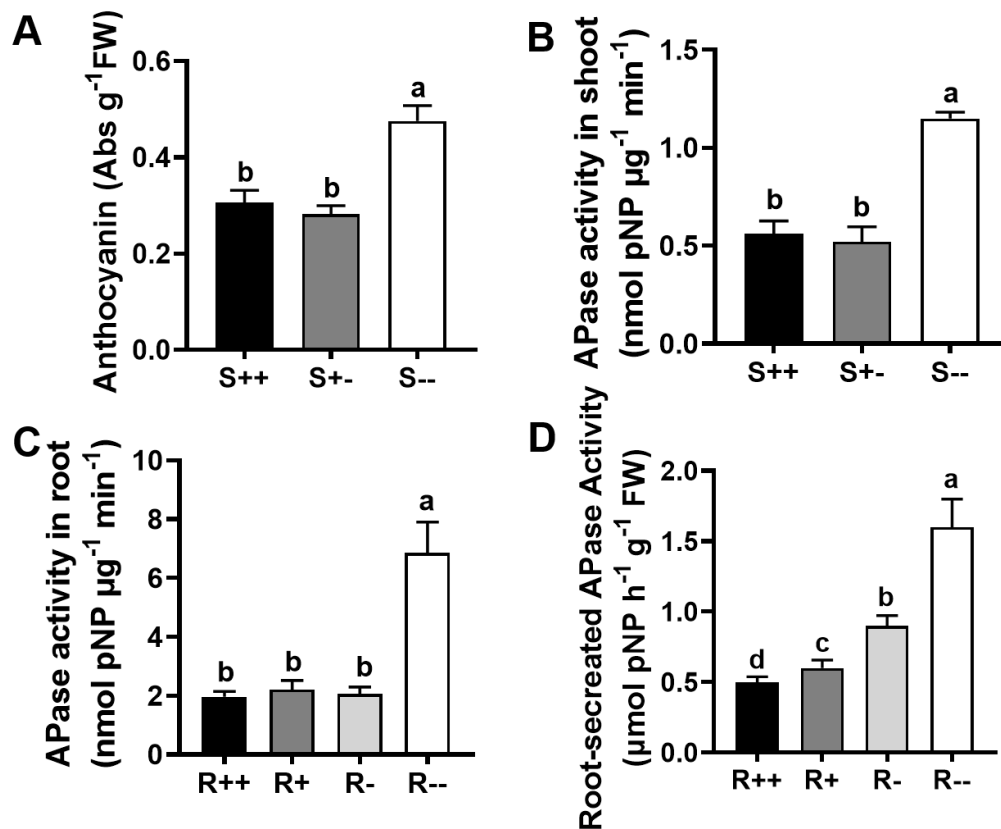 A
Anthocyanin (Abs g⁻¹FW)
0.6
0.4
0.2
0.0
b
b
a
S++
S+-
S--
B
APase activity in shoot
(nmol pNP µg⁻¹ min⁻¹)
1.5
1.0
0.5
0.0
b
b
a
S++
S+-
S--
C
APase activity in root
(nmol pNP µg⁻¹ min⁻¹)
10
8
6
4
2
0
b
b
b
a
R++
R+
R-
R--
D
Root-secreated APase Activity
(µmol pNP h⁻¹ g⁻¹ FW)
2.0
1.5
1.0
0.5
0.0
d
c
b
a
R++
R+
R-
R--